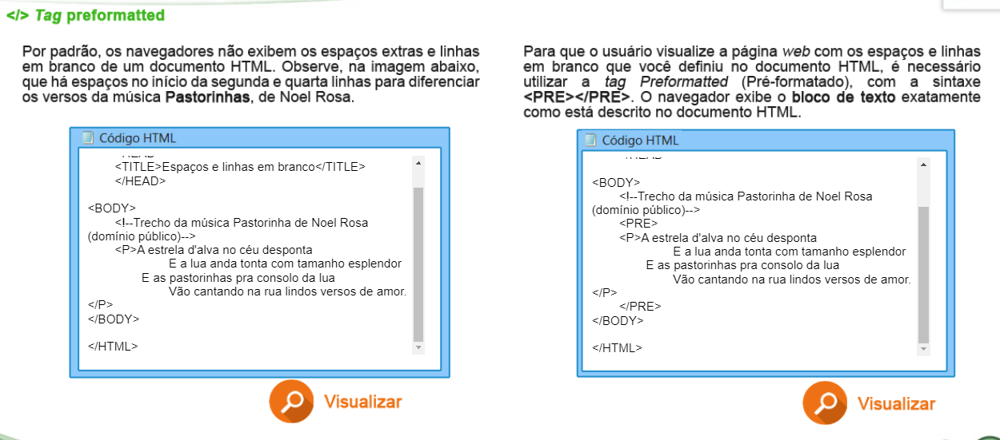 </> Tag preformatted
Por padrão, os navegadores não exibem os espaços extras e linhas
em branco de um documento HTML. Observe, na imagem abaixo,
que há espaços no início da segunda e quarta linhas para diferenciar
os versos da música Pastorinhas, de Noel Rosa.
Código HTML
<TITLE>Espaços e linhas em branco</TITLE>
</HEAD>
<BODY>
<!--Trecho da música Pastorinha de Noel Rosa
(domínio público)-->
<P>A estrela d'alva no céu desponta
E a lua anda tonta com tamanho esplendor
E as pastorinhas pra consolo da lua
Vão cantando na rua lindos versos de amor.
</P>
</BODY>
</HTML>
Visualizar
Para que o usuário visualize a página web com os espaços e linhas
em branco que você definiu no documento HTML, é necessário
utilizar a tag Preformatted (Pré-formatado), com a sintaxe
<PRE></PRE>. O navegador exibe o bloco de texto exatamente
como está descrito no documento HTML.
Código HTML
<BODY>
<!--Trecho da música Pastorinha de Noel Rosa
(domínio público)-->
<PRE>
<P>A estrela d'alva no céu desponta
E a lua anda tonta com tamanho esplendor
E as pastorinhas pra consolo da lua
Vão cantando na rua lindos versos de amor.
</P>
</PRE>
</BODY>
</HTML>
Visualizar